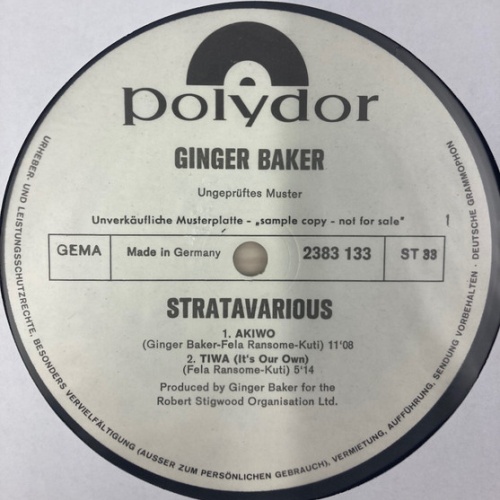 polydor
GINGER BAKER
Ungeprüftes Muster
Unverkäufliche Musterplatte - „sample copy - not for sale"
1
GEMA
Made in Germany
2383 133
ST 33
STRATAVARIOUS
1. AKIWO
(Ginger Baker-Fela Ransome-Kuti) 11'08
2. TIWA (It's Our Own)
(Fela Ransome-Kuti) 5'14
Produced by Ginger Baker for the
Robert Stigwood Organisation Ltd.
URHEBER- UND LEISTUNGSSCHUTZRECHTE, BESONDERS VERVIELFÄLTIGUNG (AUSSER ZUM PERSÖNLICHEN GEBRAUCH), VERMIETUNG, AUFFÜHRUNG, SENDUNG VORBEHALTEN · DEUTSCHE GRAMMOPHON